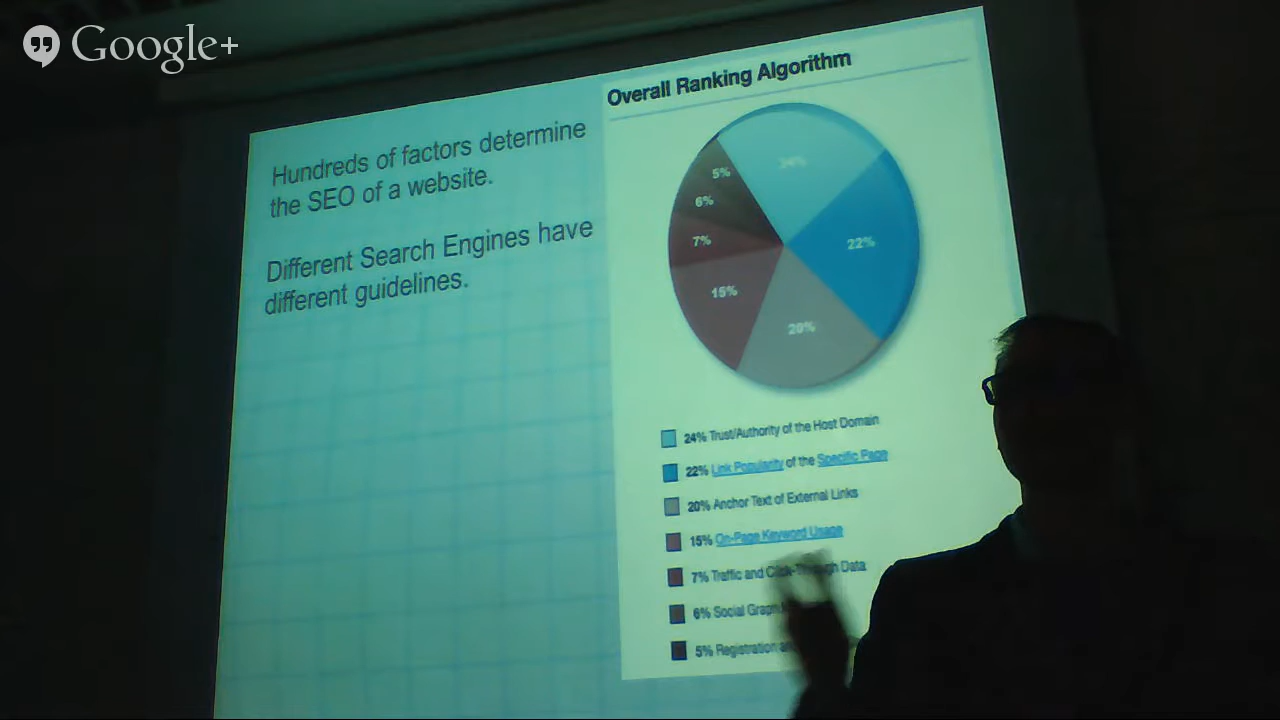 Google+
Overall Ranking Algorithm
Hundreds of factors determine
the SEO of a website.
Different Search Engines have
different guidelines.
24%
22%
20%
15%
7%
6%
5%
24% Trust/Authority of the Host Domain
22% Link Popularity of the Specific Page
20% Anchor Text of External Links
15% On-Page Keyword Usage
7% Traffic and Click-Through Data
6% Social Graph
5% Registration